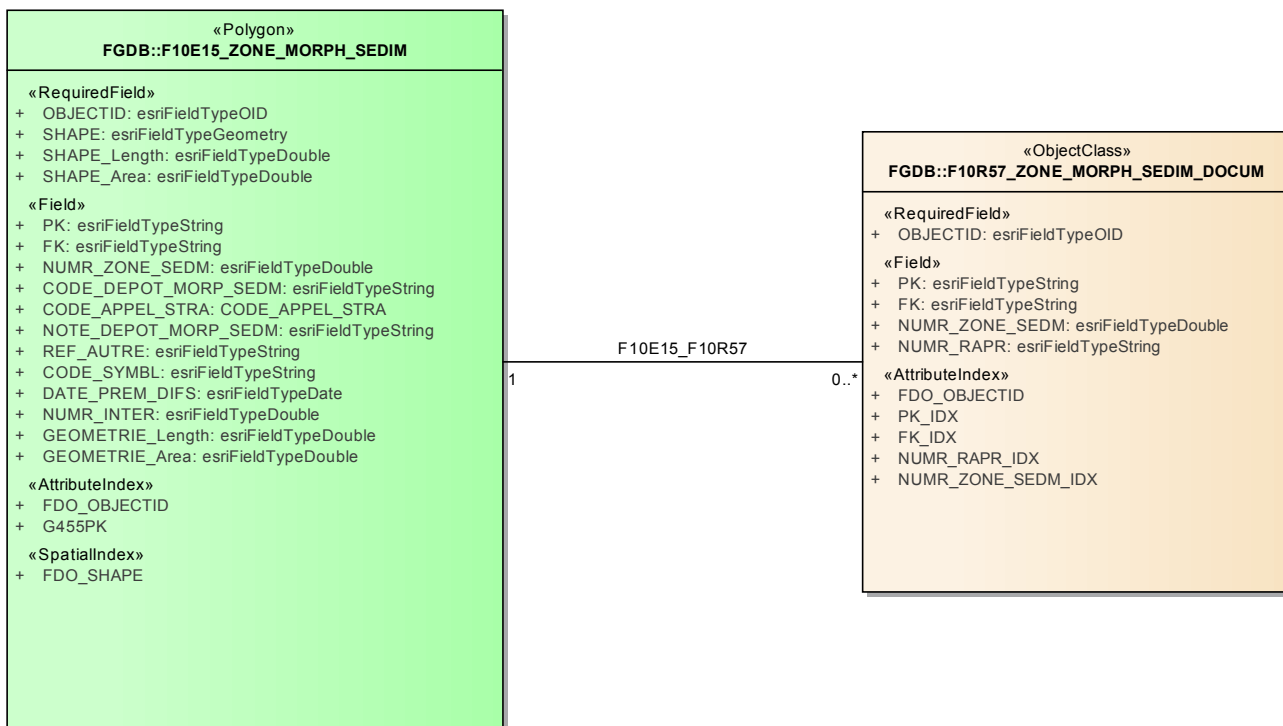 «Polygon»
FGDB::F10E15_ZONE_MORPH_SEDIM
«RequiredField»
+ OBJECTID: esriFieldTypeOID
+ SHAPE: esriFieldTypeGeometry
+ SHAPE_Length: esriFieldTypeDouble
+ SHAPE_Area: esriFieldTypeDouble
«Field»
+ PK: esriFieldTypeString
+ FK: esriFieldTypeString
+ NUMR_ZONE_SEDM: esriFieldTypeDouble
+ CODE_DEPOT_MORP_SEDM: esriFieldTypeString
+ CODE_APPEL_STRA: CODE_APPEL_STRA
+ NOTE_DEPOT_MORP_SEDM: esriFieldTypeString
+ REF_AUTRE: esriFieldTypeString
+ CODE_SYMBL: esriFieldTypeString
+ DATE_PREM_DIFS: esriFieldTypeDate
+ NUMR_INTER: esriFieldTypeDouble
+ GEOMETRIE_Length: esriFieldTypeDouble
+ GEOMETRIE_Area: esriFieldTypeDouble
«AttributeIndex»
+ FDO_OBJECTID
+ G455PK
«SpatialIndex»
+ FDO_SHAPE
F10E15_F10R57
1
0..*
«ObjectClass»
FGDB::F10R57_ZONE_MORPH_SEDIM_DOCUM
«RequiredField»
+ OBJECTID: esriFieldTypeOID
«Field»
+ PK: esriFieldTypeString
+ FK: esriFieldTypeString
+ NUMR_ZONE_SEDM: esriFieldTypeDouble
+ NUMR_RAPR: esriFieldTypeString
«AttributeIndex»
+ FDO_OBJECTID
+ PK_IDX
+ FK_IDX
+ NUMR_RAPR_IDX
+ NUMR_ZONE_SEDM_IDX